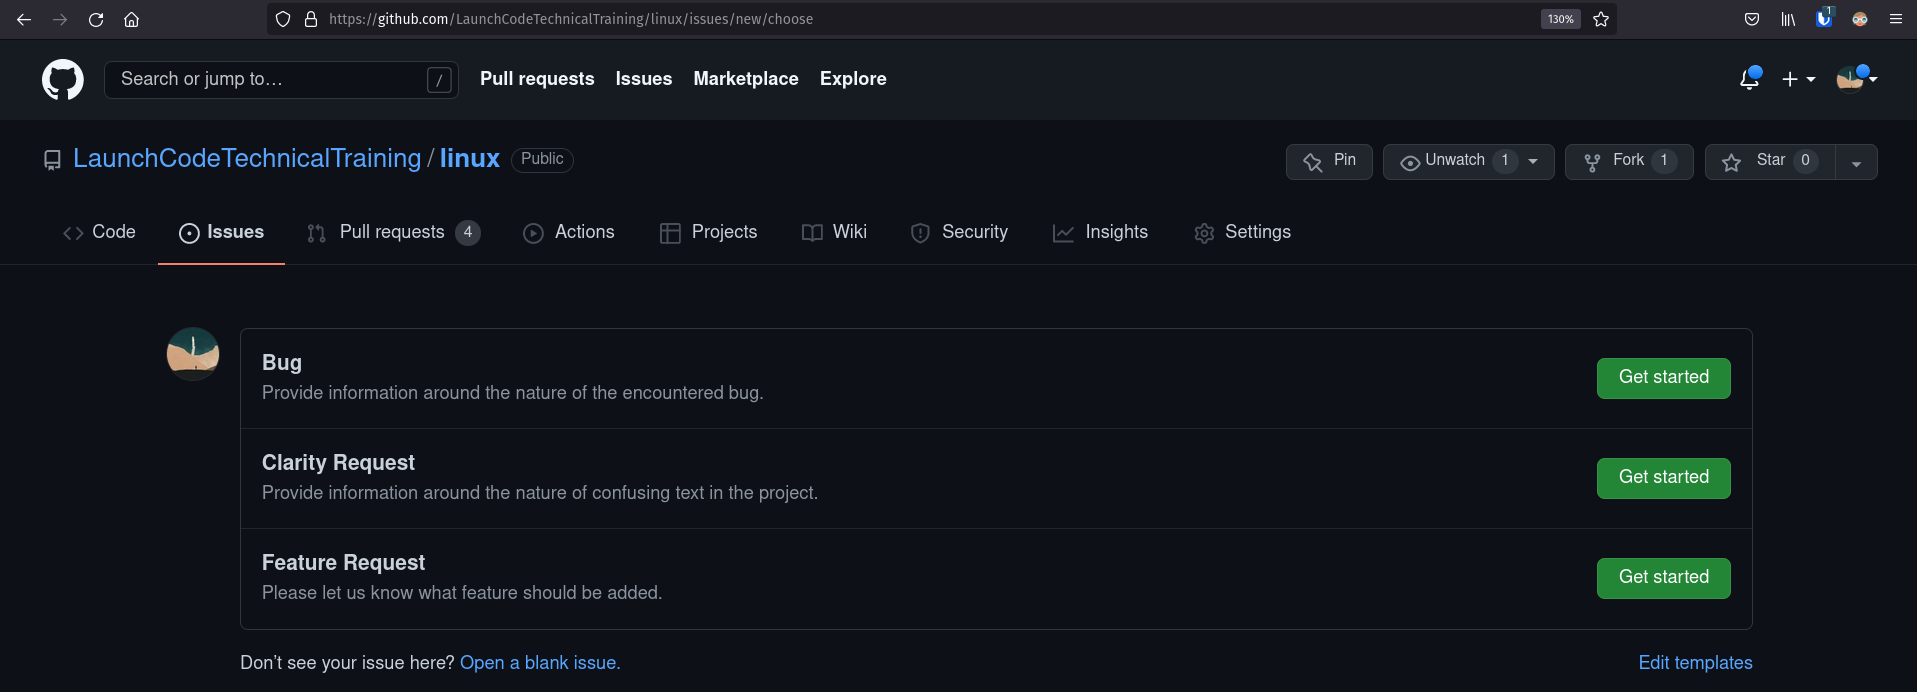 https://github.com/LaunchCodeTechnicalTraining/linux/issues/new/choose 130% 1
Search or jump to… / Pull requests Issues Marketplace Explore
LaunchCodeTechnicalTraining / linux Public Pin Unwatch 1 Fork 1 Star 0
Code Issues Pull requests 4 Actions Projects Wiki Security Insights Settings
Bug
Provide information around the nature of the encountered bug.
Get started
Clarity Request
Provide information around the nature of confusing text in the project.
Get started
Feature Request
Please let us know what feature should be added.
Get started
Don’t see your issue here? Open a blank issue. Edit templates